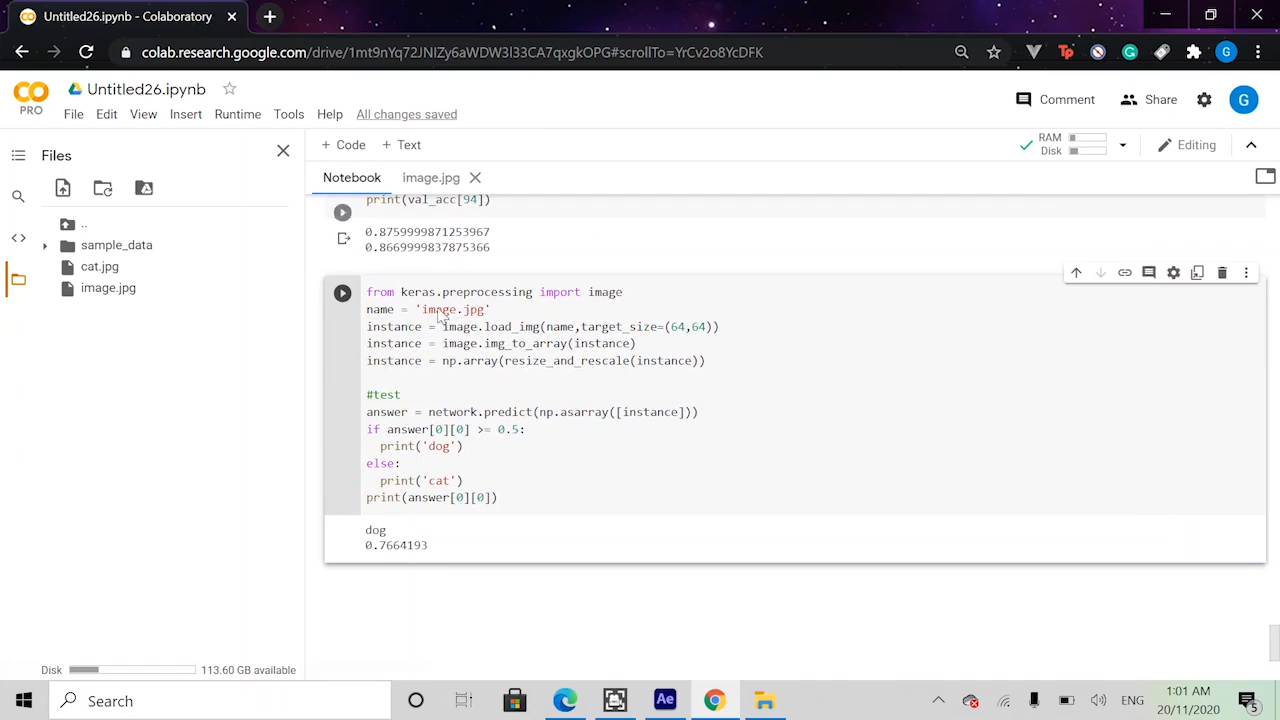 Untitled26.ipynb - Colaboratory
colab.research.google.com/drive/1mt9nYq72JNIZy6aWDW3l33CA7qxgkOPG#scrollTo=YrCv2o8YcDFK
G
CO
PRO
Untitled26.ipynb
File Edit View Insert Runtime Tools Help All changes saved
Comment Share G
Files
+ Code + Text
RAM
Disk
Editing
Notebook image.jpg
..
sample_data
cat.jpg
image.jpg
print(val_acc[94])
0.8759999871253967
0.8669999837875366
from keras.preprocessing import image
name = 'image.jpg'
instance = image.load_img(name,target_size=(64,64))
instance = image.img_to_array(instance)
instance = np.array(resize_and_rescale(instance))
#test
answer = network.predict(np.asarray([instance]))
if answer[0][0] >= 0.5:
print('dog')
else:
print('cat')
print(answer[0][0])
dog
0.7664193
Disk 113.60 GB available
Search
Ae
ENG
1:01 AM
20/11/2020
5